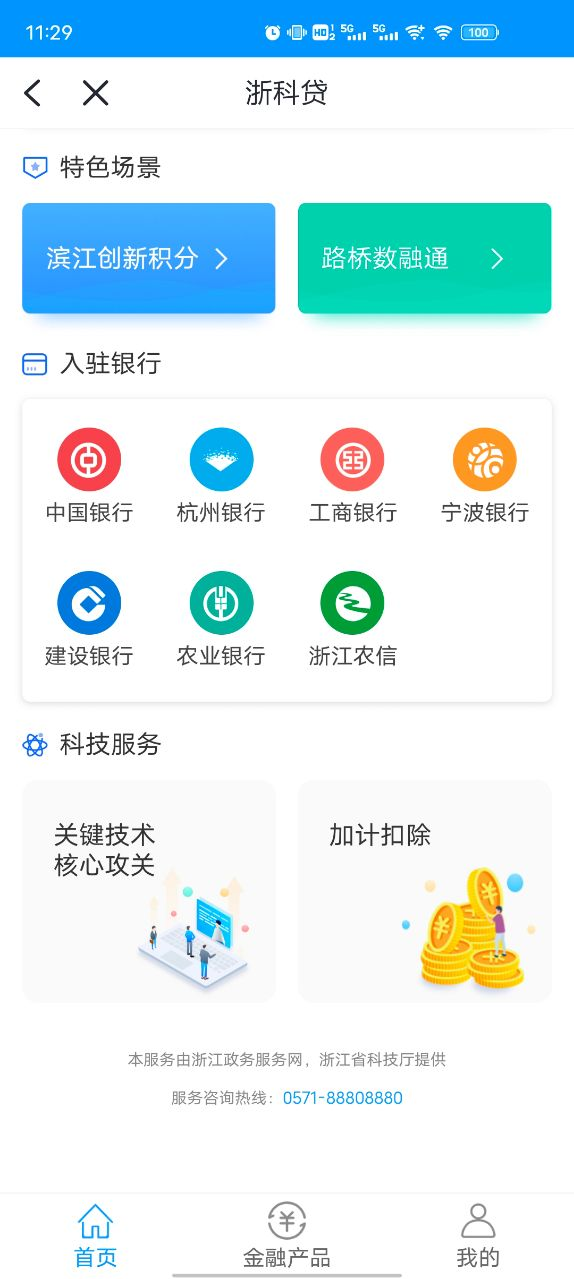 11:29
HD 1 2 5G 5G 100
浙科贷
特色场景
滨江创新积分
路桥数融通
入驻银行
中国银行 杭州银行 工商银行 宁波银行
建设银行 农业银行 浙江农信
科技服务
关键技术
核心攻关
加计扣除
本服务由浙江政务服务网，浙江省科技厅提供
服务咨询热线：0571-88808880
首页 金融产品 我的